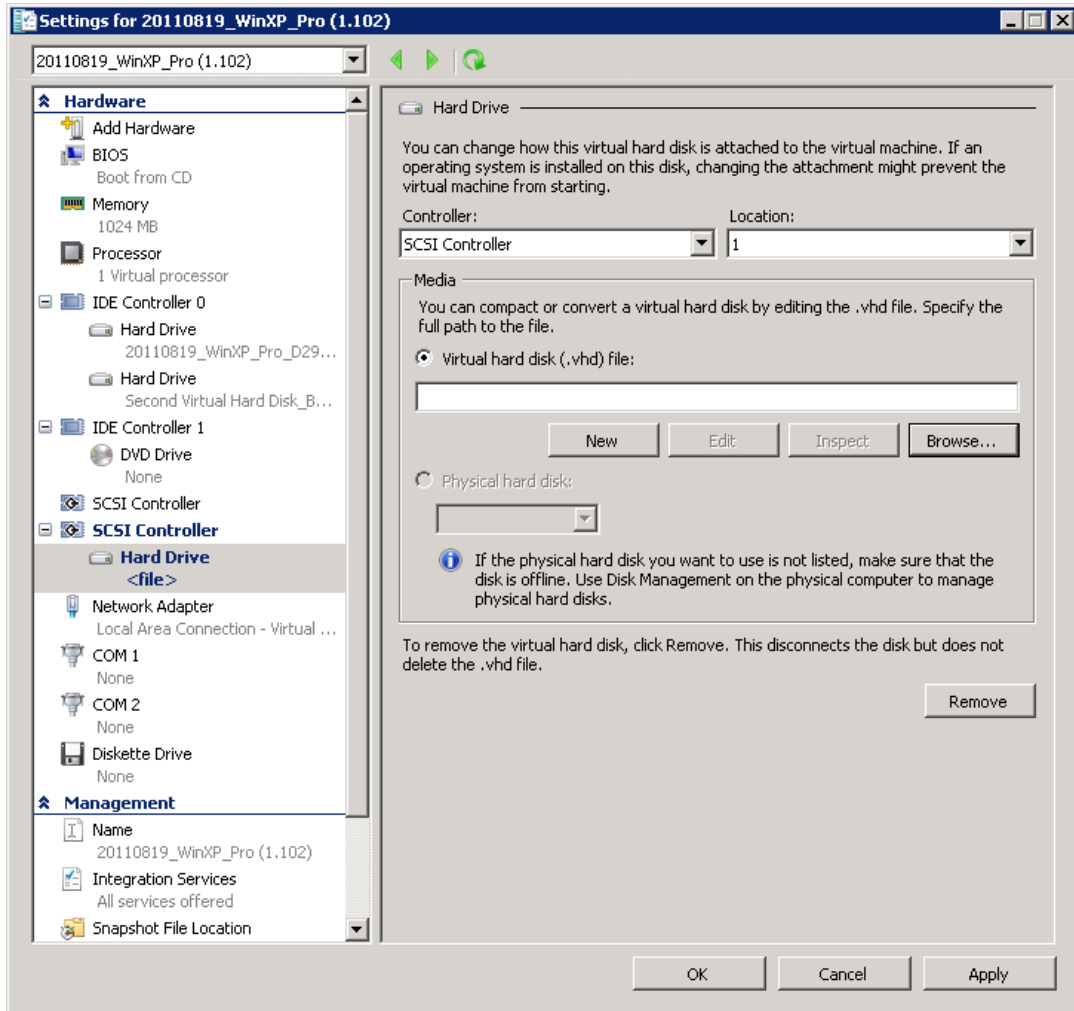 Settings for 20110819_WinXP_Pro (1.102)
20110819_WinXP_Pro (1.102)
Hardware
Add Hardware
BIOS
Boot from CD
Memory
1024 MB
Processor
1 Virtual processor
IDE Controller 0
Hard Drive
20110819_WinXP_Pro_D29...
Hard Drive
Second Virtual Hard Disk_B...
IDE Controller 1
DVD Drive
None
SCSI Controller
SCSI Controller
Hard Drive
<file>
Network Adapter
Local Area Connection - Virtual ...
COM 1
None
COM 2
None
Diskette Drive
None
Management
Name
20110819_WinXP_Pro (1.102)
Integration Services
All services offered
Snapshot File Location
Hard Drive
You can change how this virtual hard disk is attached to the virtual machine. If an
operating system is installed on this disk, changing the attachment might prevent the
virtual machine from starting.
Controller: Location:
SCSI Controller 1
Media
You can compact or convert a virtual hard disk by editing the .vhd file. Specify the
full path to the file.
Virtual hard disk (.vhd) file:
New Edit Inspect Browse...
Physical hard disk:
If the physical hard disk you want to use is not listed, make sure that the
disk is offline. Use Disk Management on the physical computer to manage
physical hard disks.
To remove the virtual hard disk, click Remove. This disconnects the disk but does not
delete the .vhd file.
Remove
OK Cancel Apply